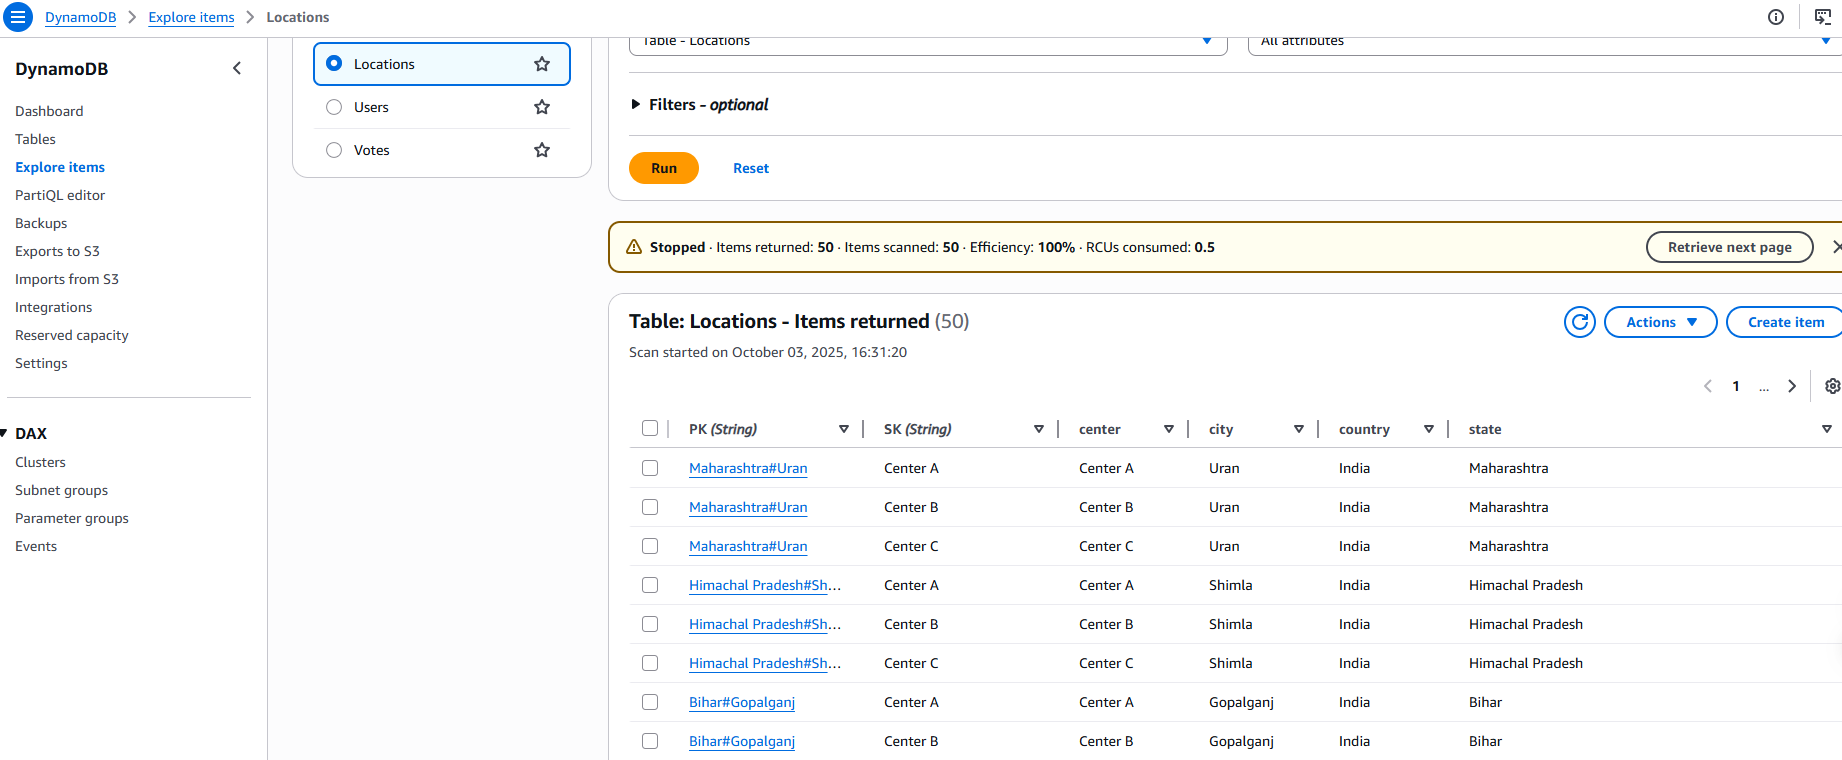 DynamoDB > Explore items > Locations
DynamoDB
Dashboard
Tables
Explore items
PartiQL editor
Backups
Exports to S3
Imports from S3
Integrations
Reserved capacity
Settings
DAX
Clusters
Subnet groups
Parameter groups
Events
Locations
Users
Votes
Table - Locations
All attributes
Filters - optional
Run Reset
Stopped · Items returned: 50 · Items scanned: 50 · Efficiency: 100% · RCUs consumed: 0.5
Retrieve next page
Table: Locations - Items returned (50)
Scan started on October 03, 2025, 16:31:20
Actions
Create item
1 ...
PK (String) SK (String) center city country state
Maharashtra#Uran Center A Center A Uran India Maharashtra
Maharashtra#Uran Center B Center B Uran India Maharashtra
Maharashtra#Uran Center C Center C Uran India Maharashtra
Himachal Pradesh#Sh... Center A Center A Shimla India Himachal Pradesh
Himachal Pradesh#Sh... Center B Center B Shimla India Himachal Pradesh
Himachal Pradesh#Sh... Center C Center C Shimla India Himachal Pradesh
Bihar#Gopalganj Center A Center A Gopalganj India Bihar
Bihar#Gopalganj Center B Center B Gopalganj India Bihar